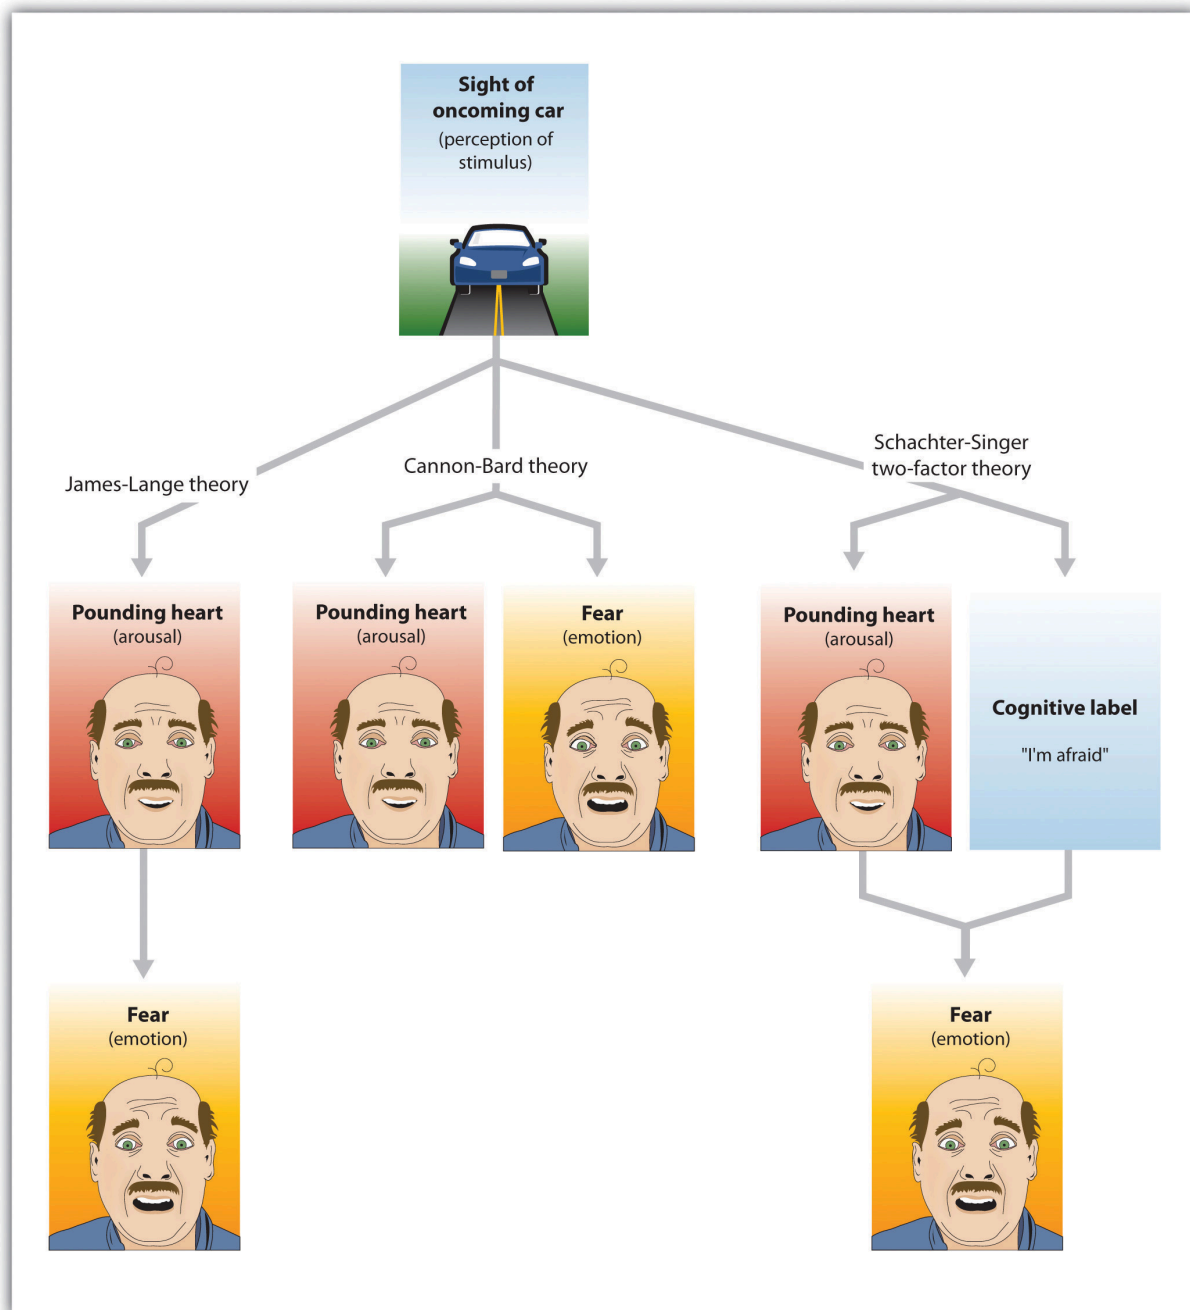 Sight of
oncoming car
(perception of
stimulus)
James-Lange theory
Cannon-Bard theory
Schachter-Singer
two-factor theory
Pounding heart
(arousal)
Pounding heart
(arousal)
Fear
(emotion)
Pounding heart
(arousal)
Cognitive label
"I'm afraid"
Fear
(emotion)
Fear
(emotion)